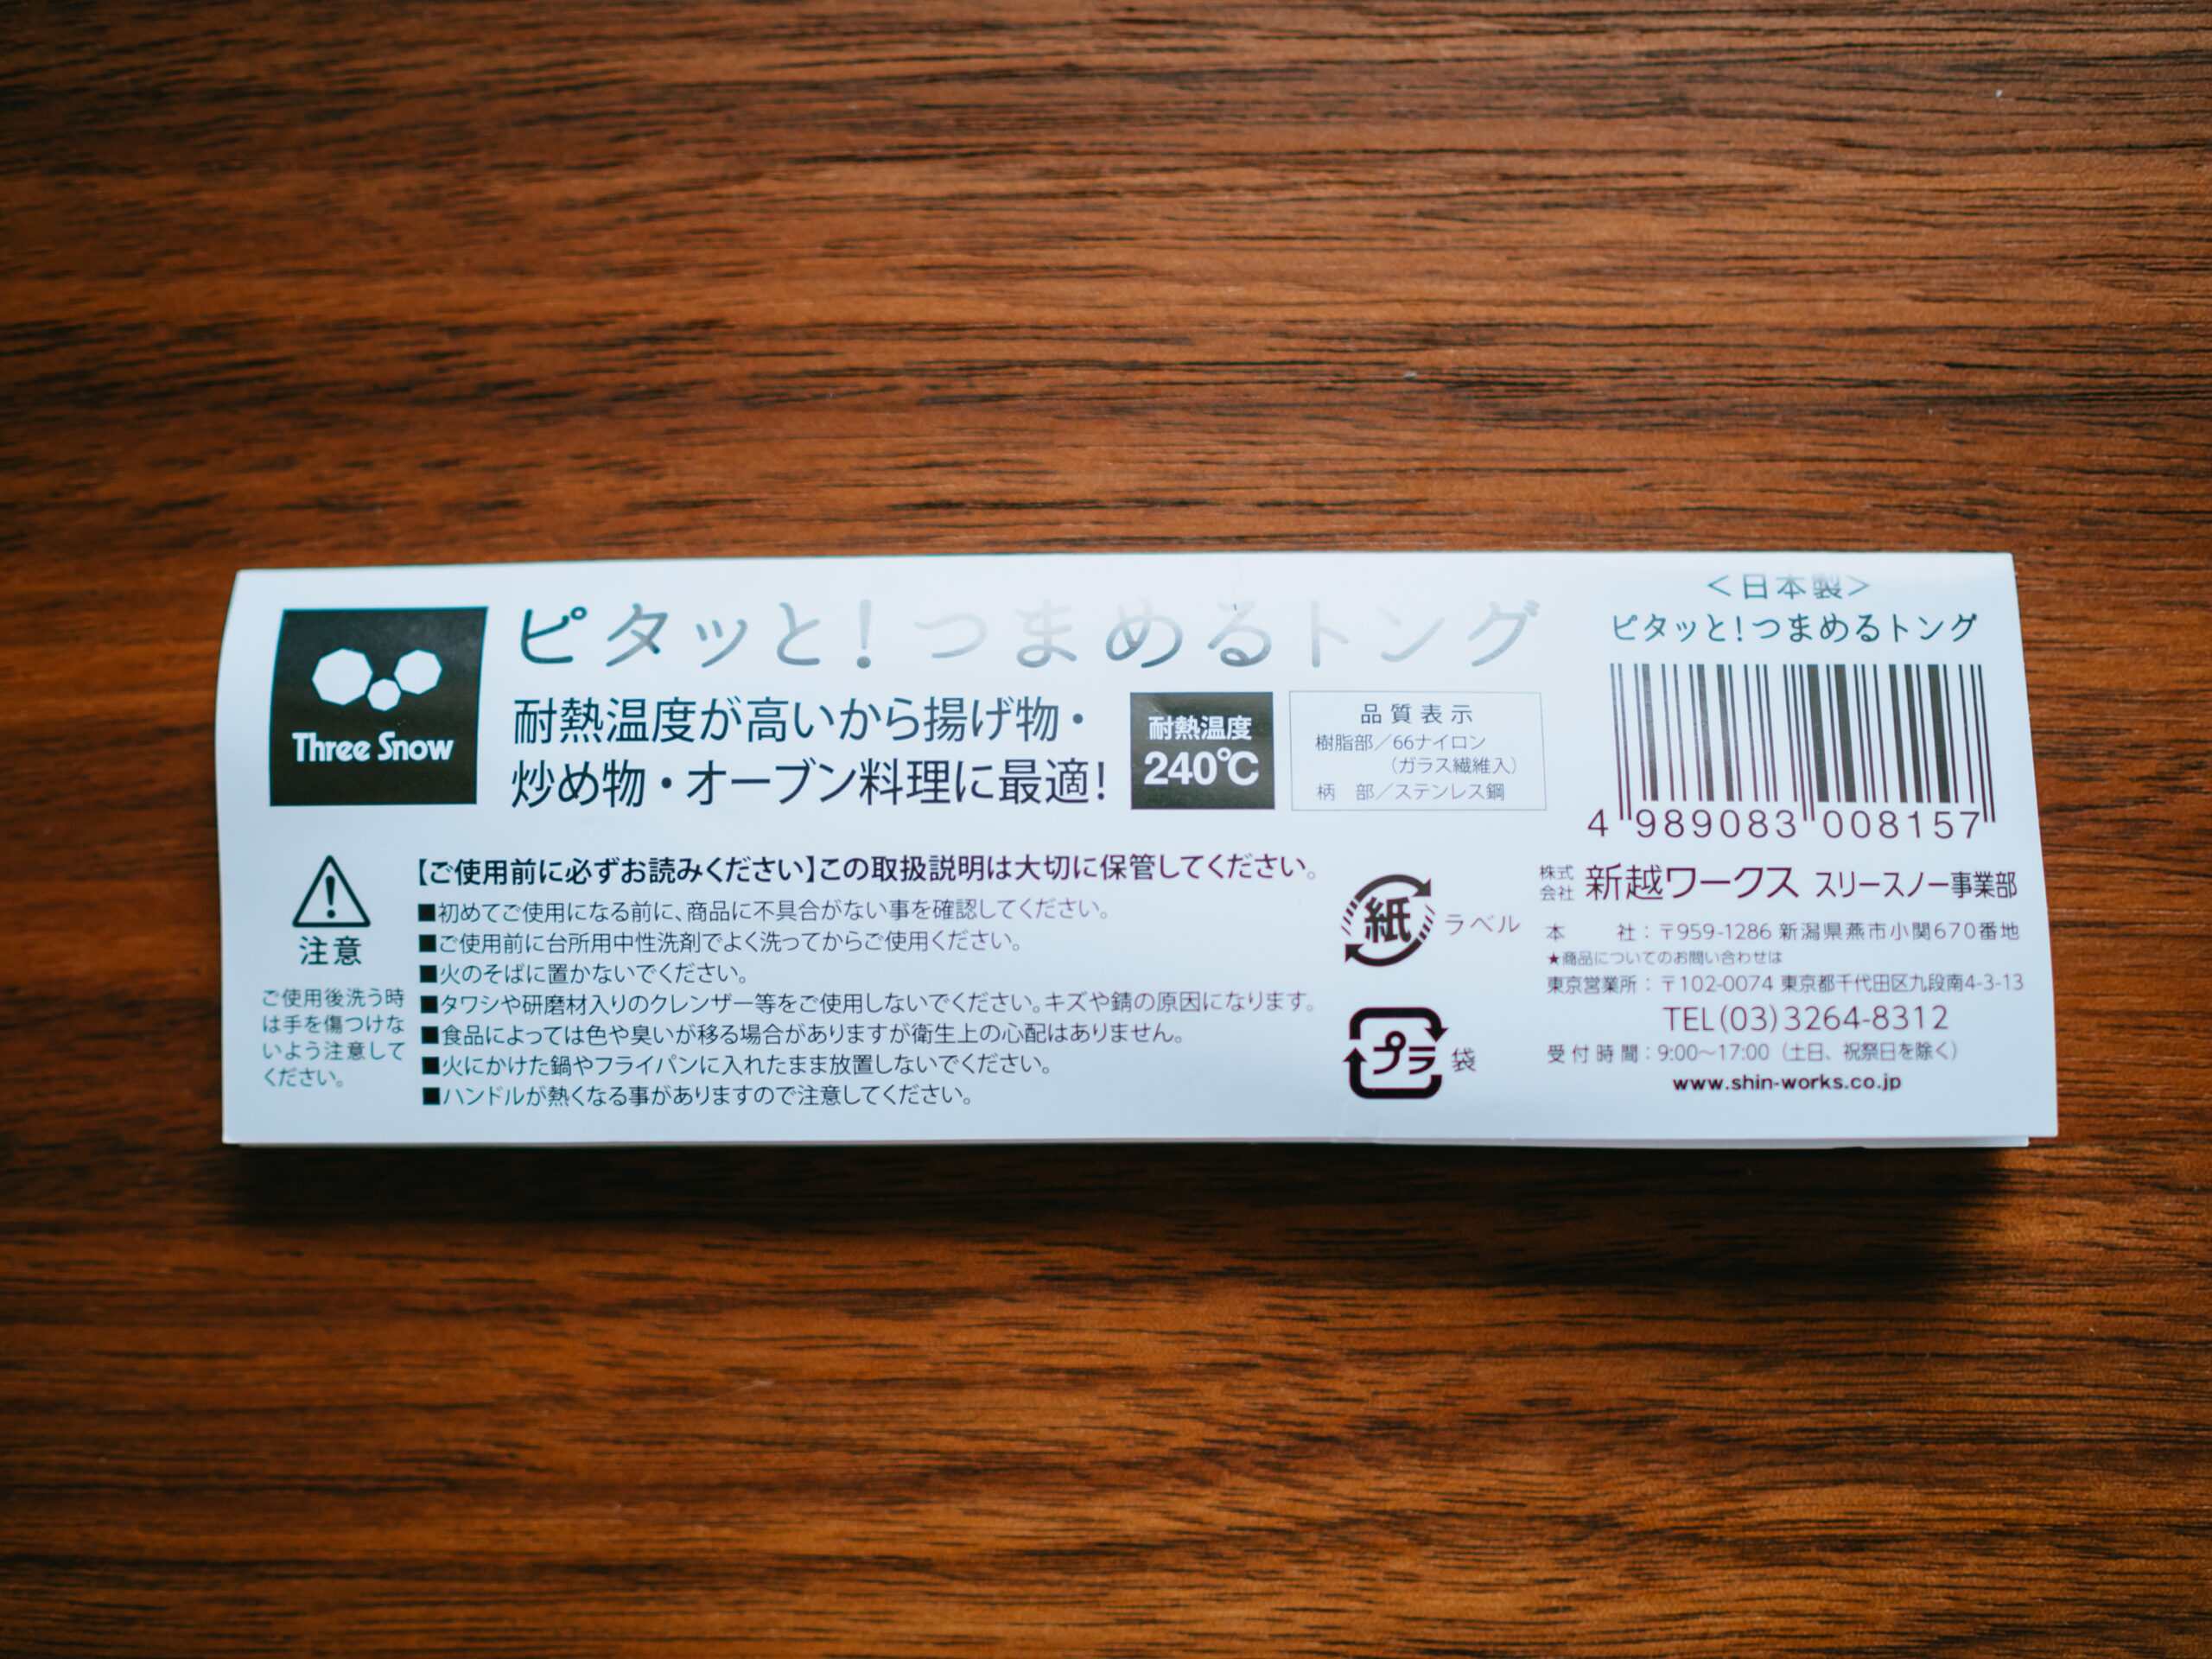 Three Snow
ピタッと！つまめるトング
耐熱温度が高いから揚げ物・
炒め物・オーブン料理に最適！
耐熱温度
240℃
品質表示
樹脂部／66ナイロン
（ガラス繊維入）
柄　部／ステンレス鋼
＜日本製＞
ピタッと！つまめるトング
4 989083 008157
注意
ご使用後洗う時
は手を傷つけな
いよう注意して
ください。
【ご使用前に必ずお読みください】この取扱説明は大切に保管してください。
■初めてご使用になる前に、商品に不具合がない事を確認してください。
■ご使用前に台所用中性洗剤でよく洗ってからご使用ください。
■火のそばに置かないでください。
■タワシや研磨材入りのクレンザー等をご使用しないでください。キズや錆の原因になります。
■食品によっては色や臭いが移る場合がありますが衛生上の心配はありません。
■火にかけた鍋やフライパンに入れたまま放置しないでください。
■ハンドルが熱くなる事がありますので注意してください。
紙 ラベル
プラ 袋
株式会社 新越ワークス スリースノー事業部
本　　社：〒959-1286 新潟県燕市小関670番地
★商品についてのお問い合わせは
東京営業所：〒102-0074 東京都千代田区九段南4-3-13
TEL(03)3264-8312
受付時間：9:00～17:00（土日、祝祭日を除く）
www.shin-works.co.jp